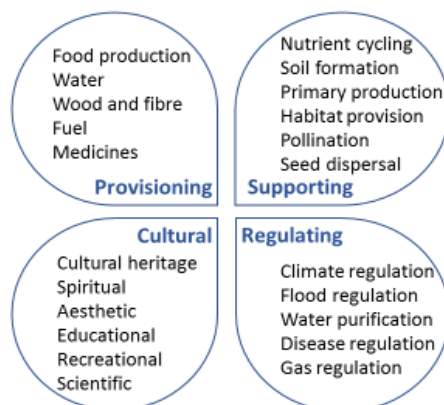 Food production
Water
Wood and fibre
Fuel
Medicines
Provisioning
Nutrient cycling
Soil formation
Primary production
Habitat provision
Pollination
Seed dispersal
Supporting
Cultural
Cultural heritage
Spiritual
Aesthetic
Educational
Recreational
Scientific
Regulating
Climate regulation
Flood regulation
Water purification
Disease regulation
Gas regulation